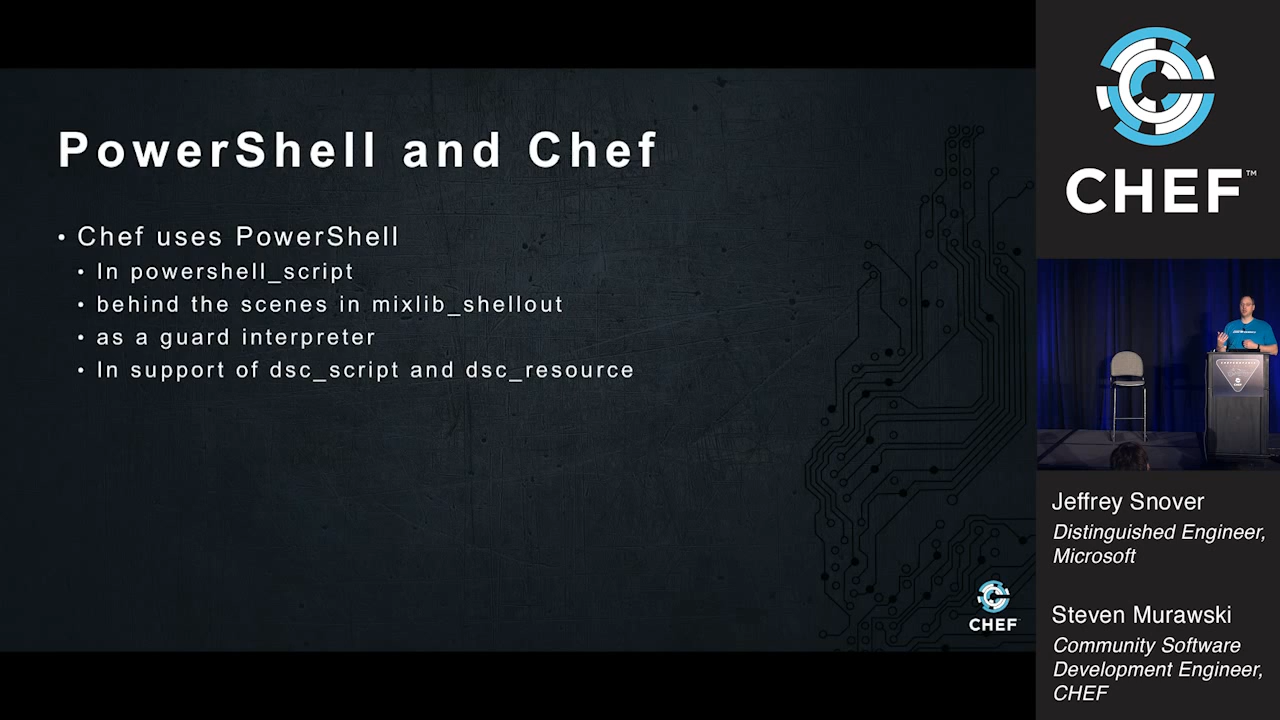 PowerShell and Chef
• Chef uses PowerShell
• In powershell_script
• behind the scenes in mixlib_shellout
• as a guard interpreter
• In support of dsc_script and dsc_resource
CHEF
CHEF™
Jeffrey Snover
Distinguished Engineer,
Microsoft
Steven Murawski
Community Software
Development Engineer,
CHEF